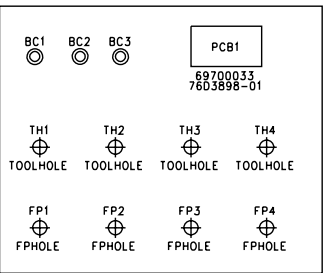 BC1 BC2 BC3 PCB1
69700033
76D3898-01
TH1 TH2 TH3 TH4
TOOLHOLE TOOLHOLE TOOLHOLE TOOLHOLE
FP1 FP2 FP3 FP4
FPHOLE FPHOLE FPHOLE FPHOLE